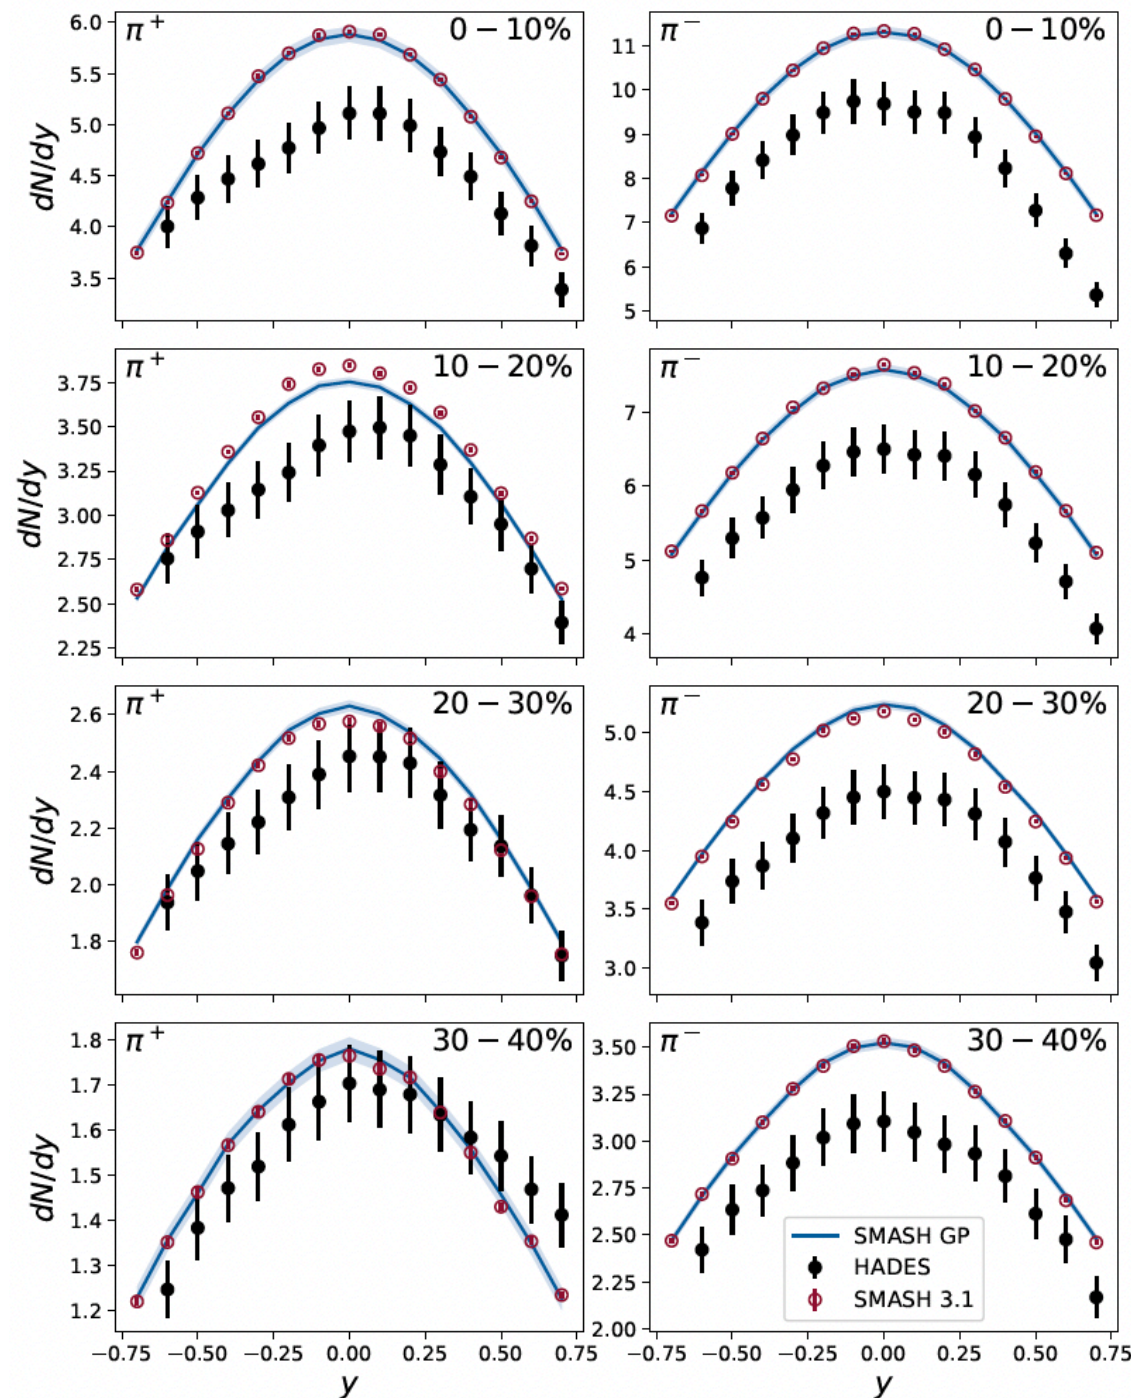 π+ 0 − 10%
π− 0 − 10%
dN/dy
6.0
5.5
5.0
4.5
4.0
3.5
11
10
9
8
7
6
5
π+ 10 − 20%
π− 10 − 20%
dN/dy
3.75
3.50
3.25
3.00
2.75
2.50
2.25
7
6
5
4
π+ 20 − 30%
π− 20 − 30%
dN/dy
2.6
2.4
2.2
2.0
1.8
5.0
4.5
4.0
3.5
3.0
π+ 30 − 40%
π− 30 − 40%
dN/dy
1.8
1.7
1.6
1.5
1.4
1.3
1.2
3.50
3.25
3.00
2.75
2.50
2.25
2.00
SMASH GP
HADES
SMASH 3.1
−0.75 −0.50 −0.25 0.00 0.25 0.50 0.75
−0.75 −0.50 −0.25 0.00 0.25 0.50 0.75
y
y